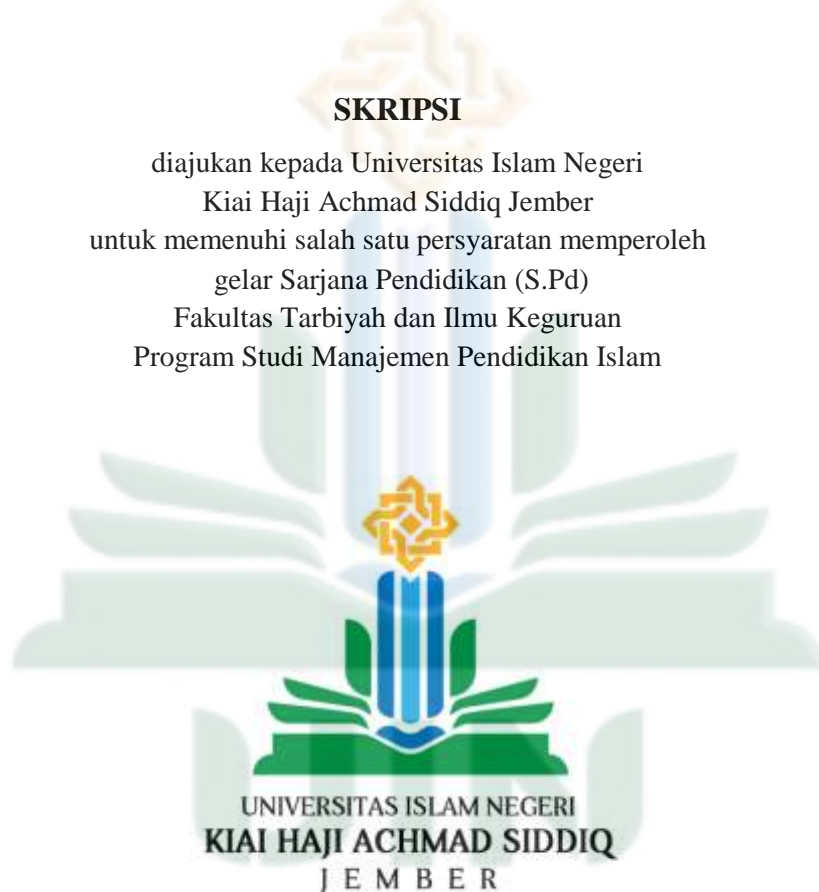 SKRIPSI
diajukan kepada Universitas Islam Negeri
Kiai Haji Achmad Siddiq Jember
untuk memenuhi salah satu persyaratan memperoleh
gelar Sarjana Pendidikan (S.Pd)
Fakultas Tarbiyah dan Ilmu Keguruan
Program Studi Manajemen Pendidikan Islam
UNIVERSITAS ISLAM NEGERI
KIAI HAJI ACHMAD SIDDIQ
JEMBER